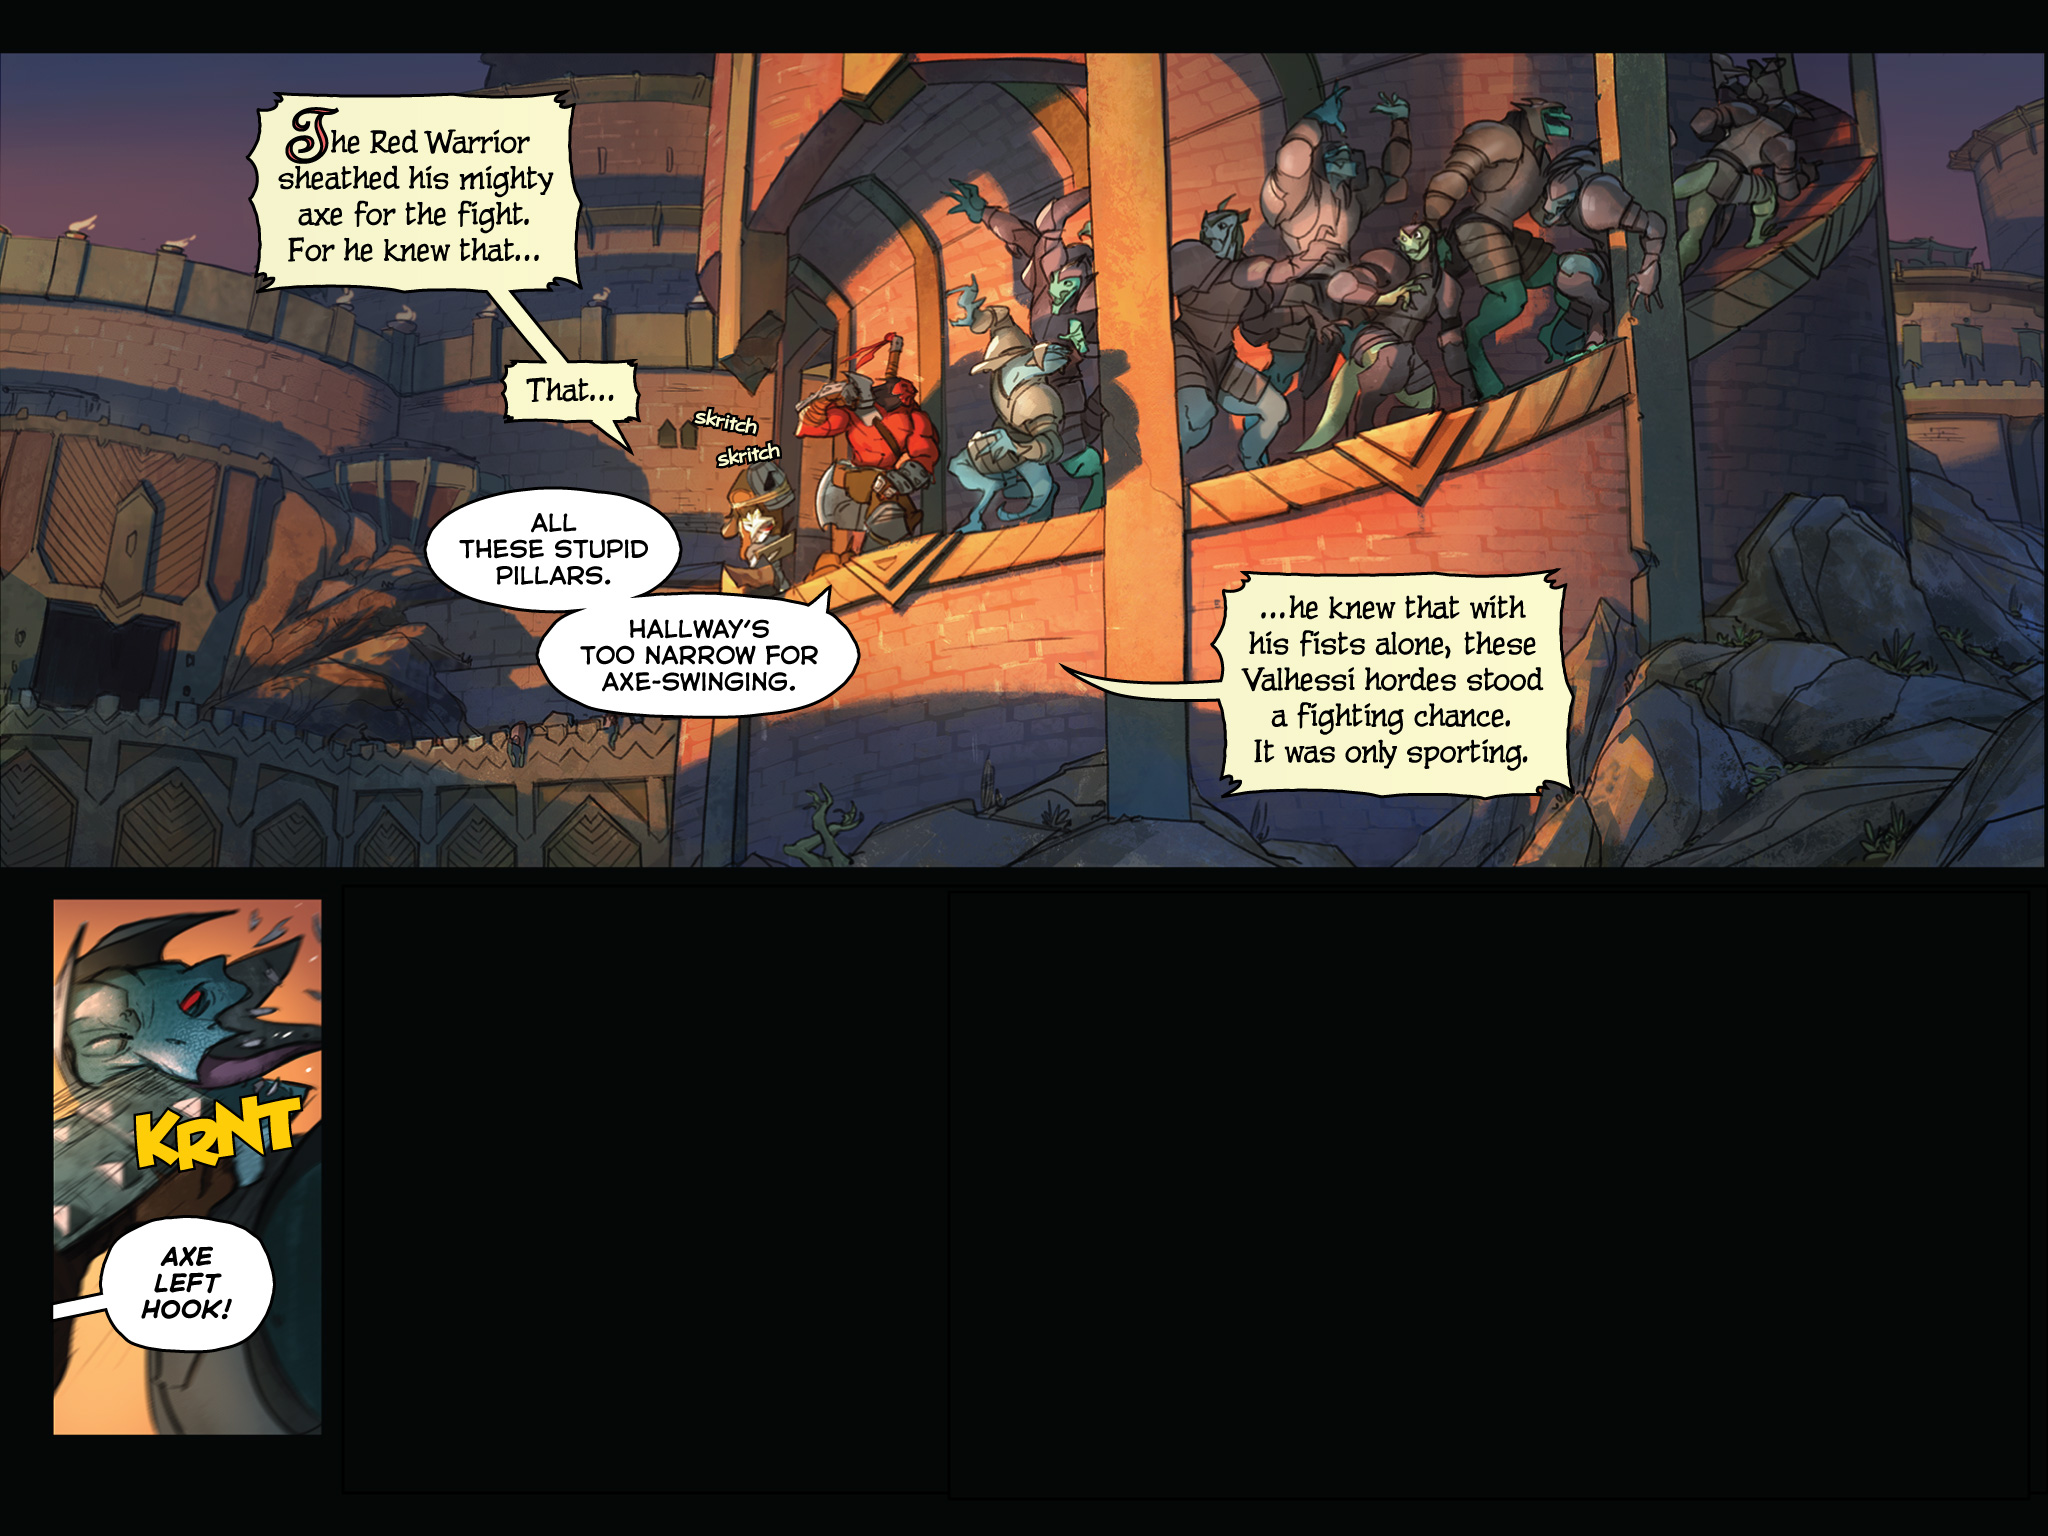 The Red Warrior
sheathed his mighty
axe for the fight.
For he knew that...
That...
skritch
skritch
ALL
THESE STUPID
PILLARS.
HALLWAY'S
TOO NARROW FOR
AXE-SWINGING.
...he knew that with
his fists alone, these
Valhessi hordes stood
a fighting chance.
It was only sporting.
KRNT
AXE
LEFT
HOOK!